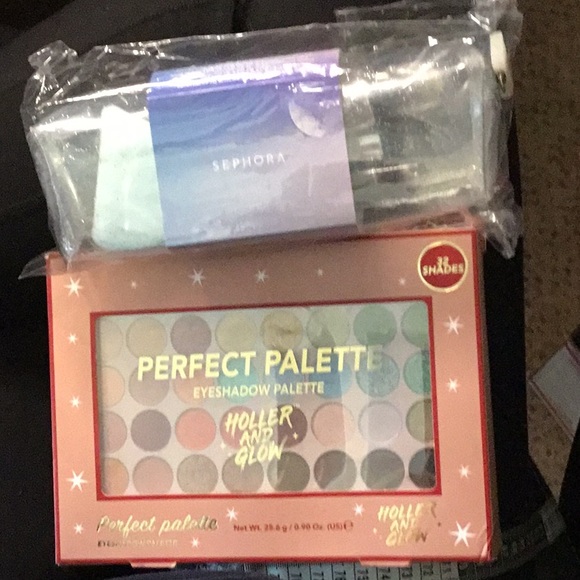 SEPHORA
32
SHADES
PERFECT PALETTE
EYESHADOW PALETTE
HOLLER
AND
GLOW
Perfect palette
Net Wt. 25.6 g / 0.90 Oz. (US) e
HOLLER
AND
GLOW